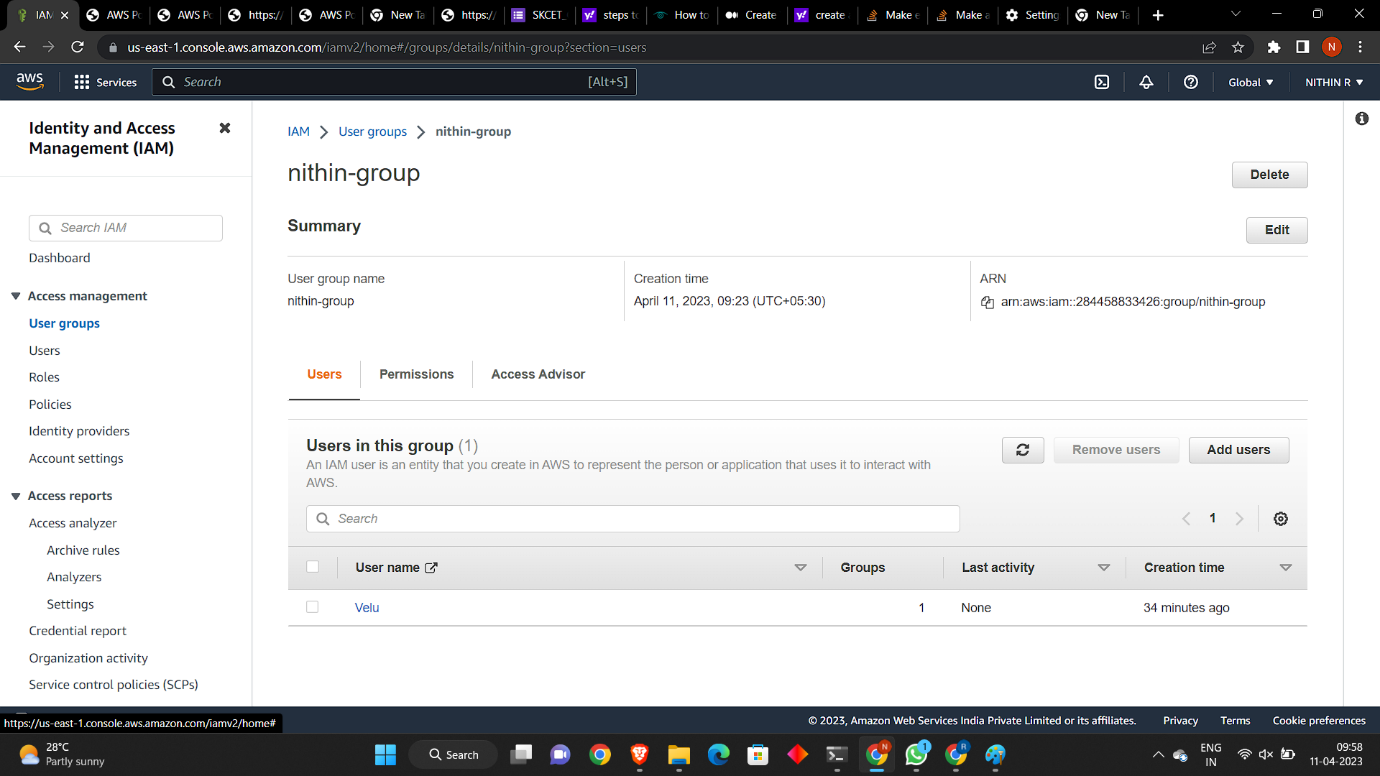 IAM
AWS Po
AWS Po
https:/
AWS Po
New Ta
https:/
SKCET_
steps to
How to
Create
create
Make e
Make a
Setting
New Ta
us-east-1.console.aws.amazon.com/iamv2/home#/groups/details/nithin-group?section=users
N
aws
Services
Search
[Alt+S]
Global
NITHIN R
Identity and Access
Management (IAM)
Search IAM
Dashboard
Access management
User groups
Users
Roles
Policies
Identity providers
Account settings
Access reports
Access analyzer
Archive rules
Analyzers
Settings
Credential report
Organization activity
Service control policies (SCPs)
IAM > User groups > nithin-group
nithin-group
Delete
Summary
Edit
User group name
nithin-group
Creation time
April 11, 2023, 09:23 (UTC+05:30)
ARN
arn:aws:iam::284458833426:group/nithin-group
Users
Permissions
Access Advisor
Users in this group (1)
An IAM user is an entity that you create in AWS to represent the person or application that uses it to interact with
AWS.
Remove users
Add users
Search
1
User name
Groups
Last activity
Creation time
Velu
1
None
34 minutes ago
https://us-east-1.console.aws.amazon.com/iamv2/home#
© 2023, Amazon Web Services India Private Limited or its affiliates.
Privacy
Terms
Cookie preferences
28°C
Partly sunny
Search
N
1
R
ENG
IN
09:58
11-04-2023